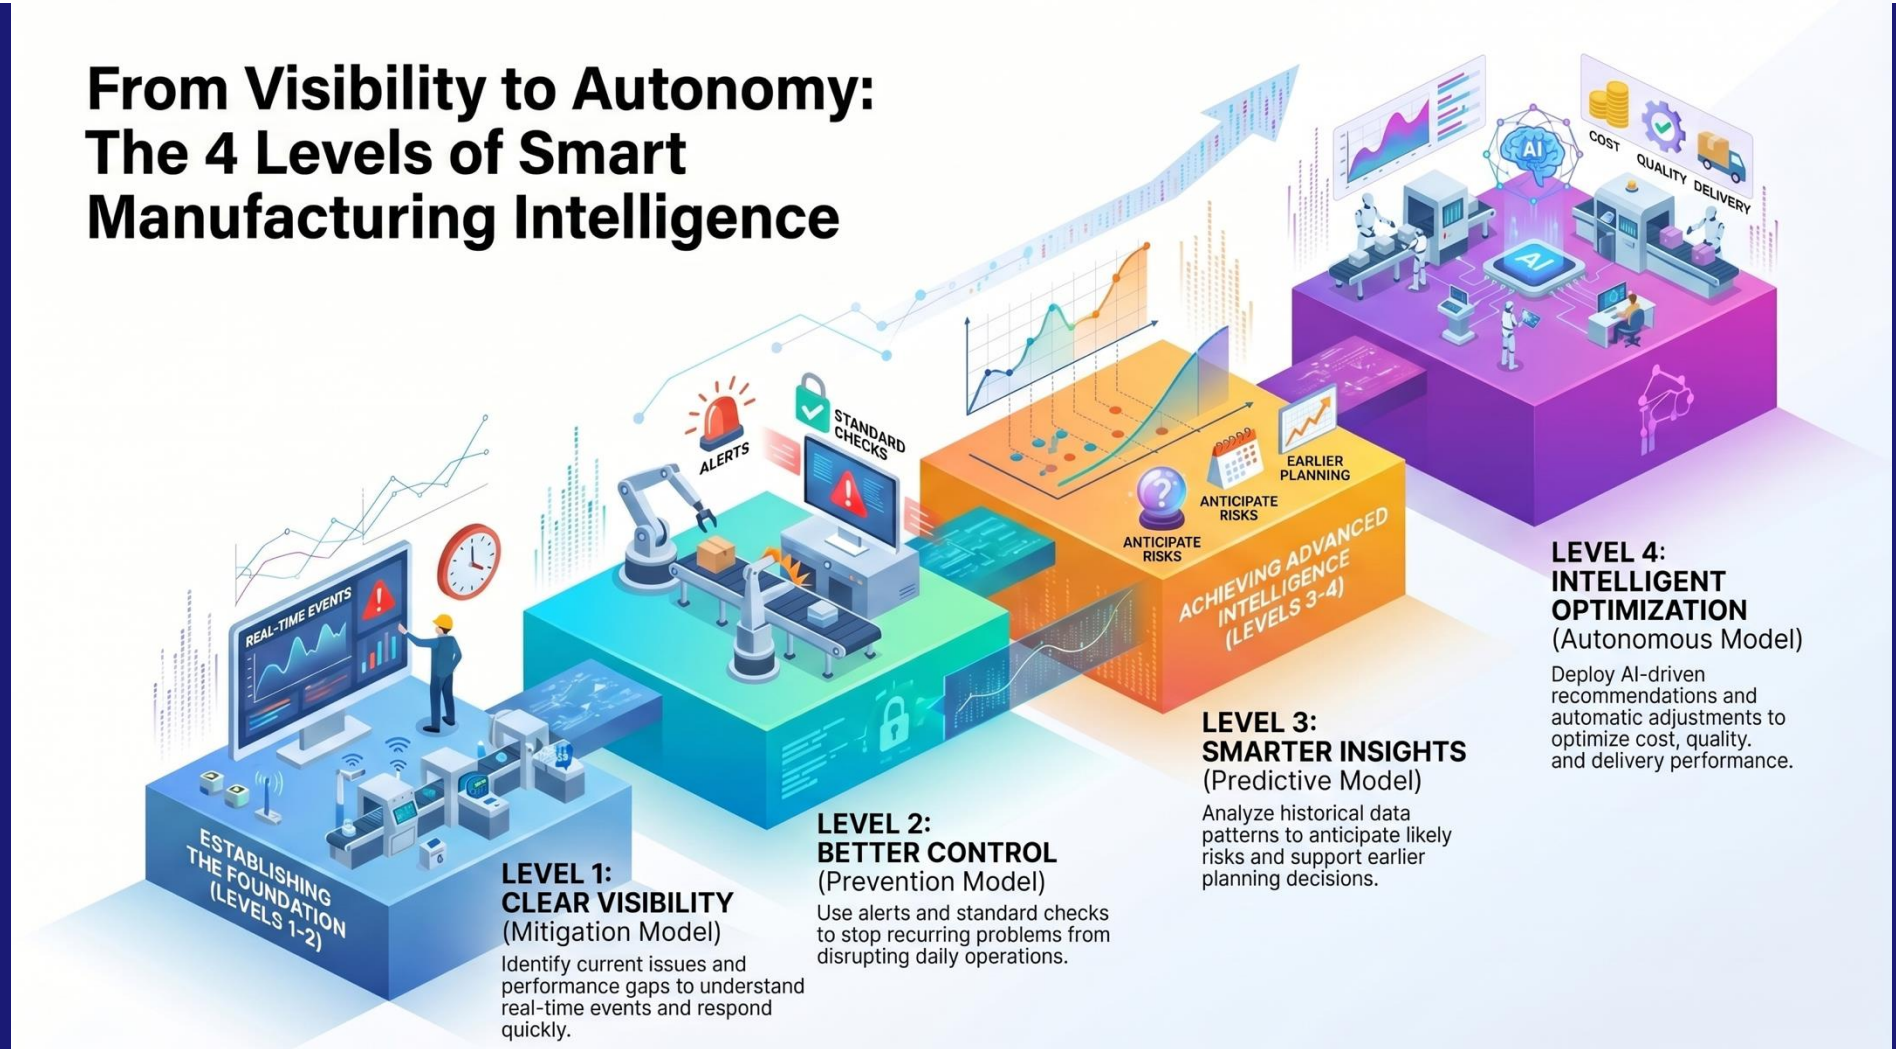 From Visibility to Autonomy:
The 4 Levels of Smart
Manufacturing Intelligence
REAL-TIME EVENTS
ESTABLISHING
THE FOUNDATION
(LEVELS 1-2)
LEVEL 1:
CLEAR VISIBILITY
(Mitigation Model)
Identify current issues and
performance gaps to understand
real-time events and respond
quickly.
ALERTS
STANDARD
CHECKS
LEVEL 2:
BETTER CONTROL
(Prevention Model)
Use alerts and standard checks
to stop recurring problems from
disrupting daily operations.
?
ANTICIPATE
RISKS
ANTICIPATE
RISKS
EARLIER
PLANNING
ACHIEVING ADVANCED
INTELLIGENCE
(LEVELS 3-4)
LEVEL 3:
SMARTER INSIGHTS
(Predictive Model)
Analyze historical data
patterns to anticipate likely
risks and support earlier
planning decisions.
AI
AI
COST
QUALITY
DELIVERY
LEVEL 4:
INTELLIGENT
OPTIMIZATION
(Autonomous Model)
Deploy AI-driven
recommendations and
automatic adjustments to
optimize cost, quality.
and delivery performance.